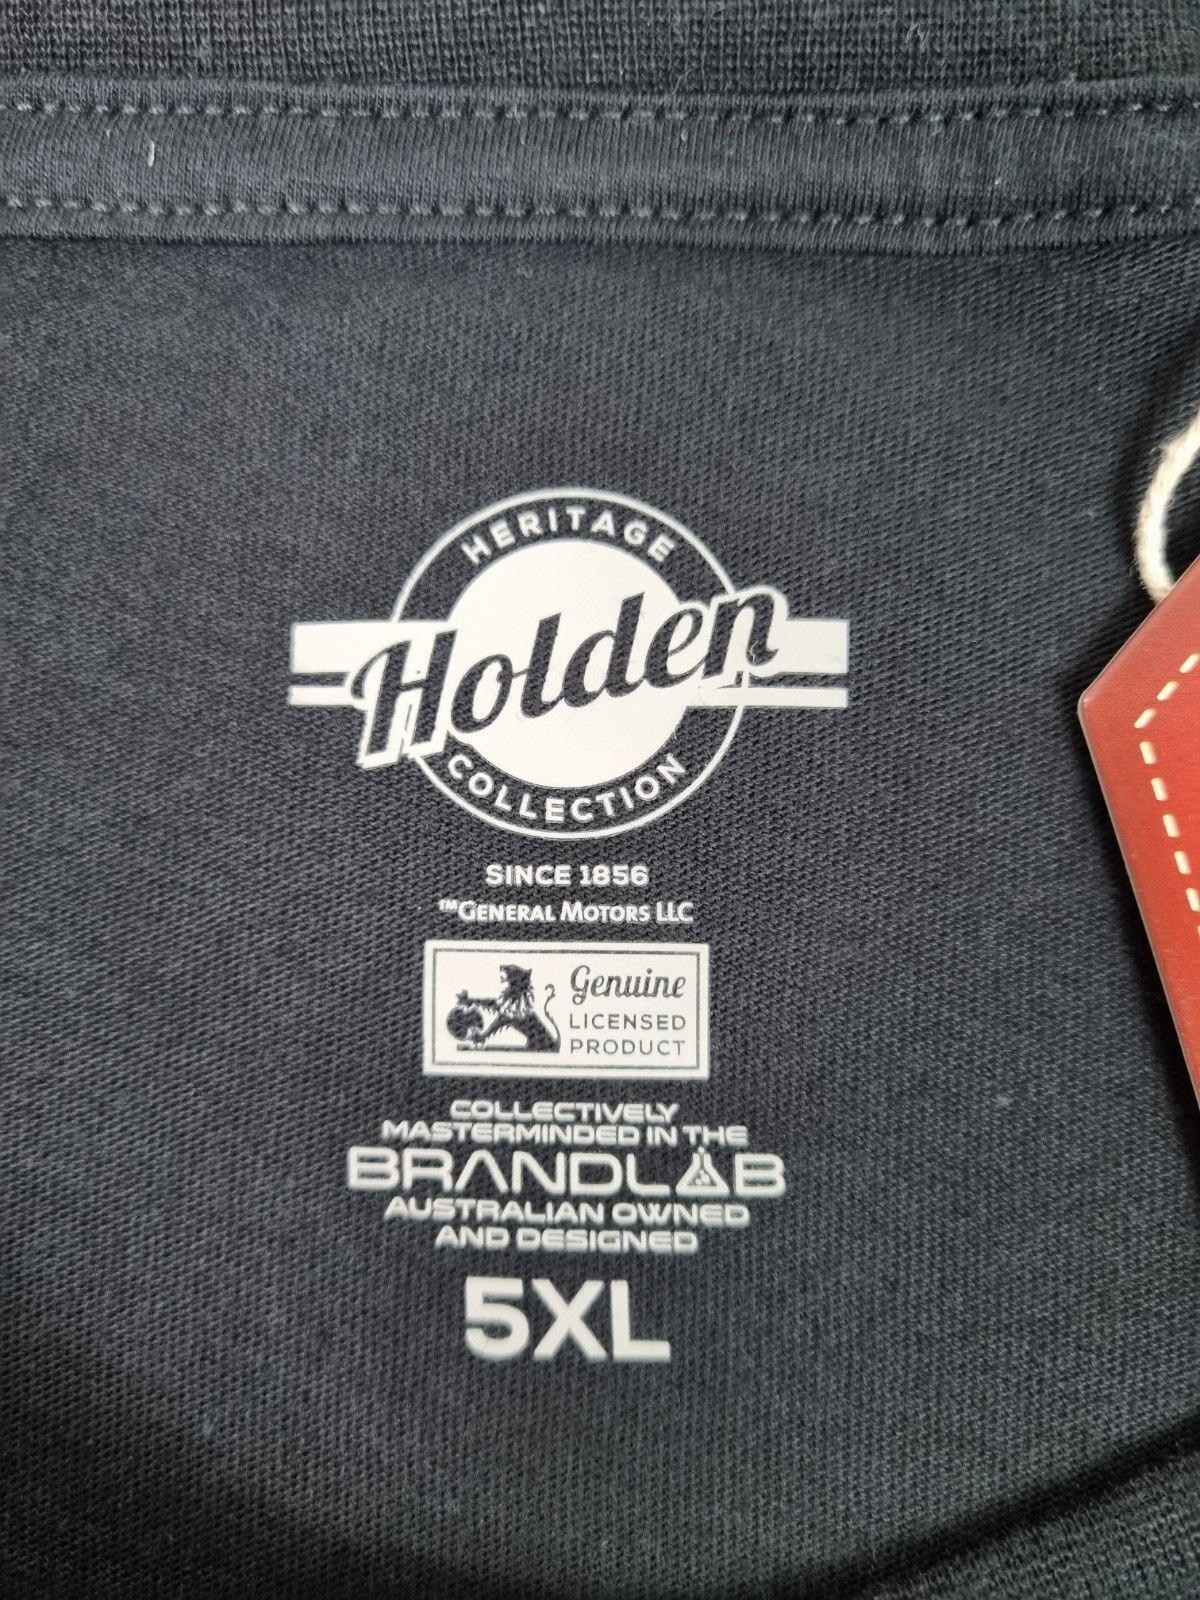 HERITAGE
Holden
COLLECTION
SINCE 1856
™GENERAL MOTORS LLC
Genuine
LICENSED
PRODUCT
COLLECTIVELY
MASTERMINDED IN THE
BRANDLAB
AUSTRALIAN OWNED
AND DESIGNED
5XL